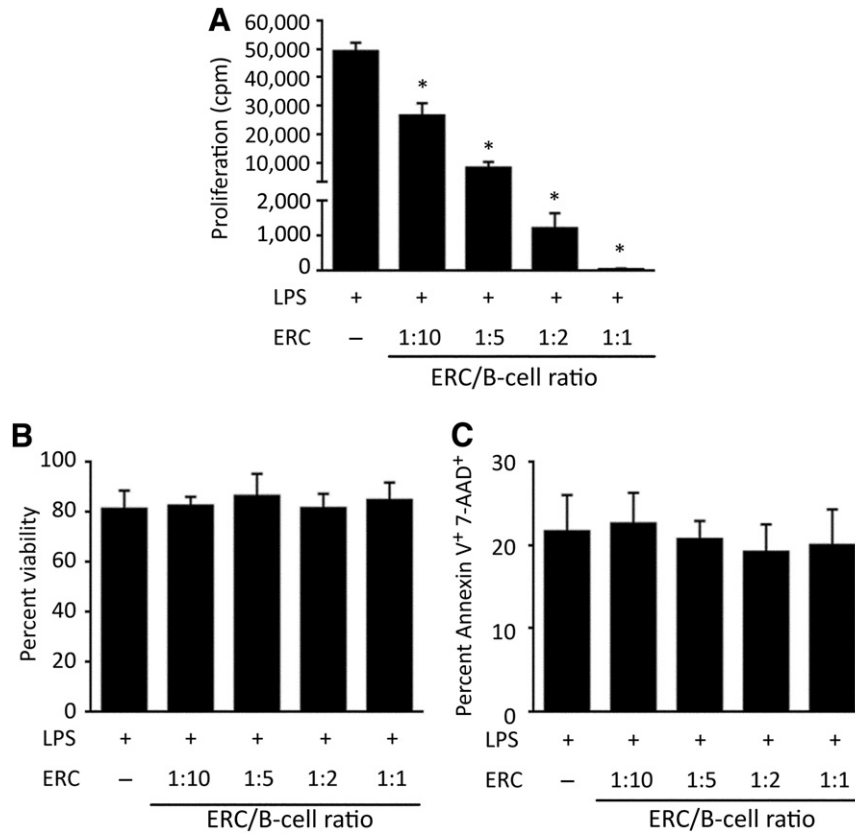 A
Proliferation (cpm)
60,000
50,000
40,000
30,000
20,000
10,000
2,000
1,000
0
* * * *
LPS + + + + +
ERC – 1:10 1:5 1:2 1:1
ERC/B-cell ratio
B
Percent viability
100
80
60
40
20
0
LPS + + + + +
ERC – 1:10 1:5 1:2 1:1
ERC/B-cell ratio
C
Percent Annexin V⁺ 7-AAD⁺
30
20
10
0
LPS + + + + +
ERC – 1:10 1:5 1:2 1:1
ERC/B-cell ratio